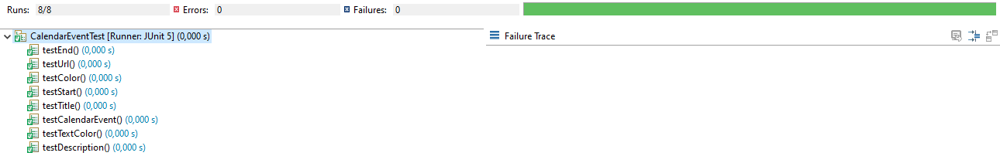 Runs: 8/8 Errors: 0 Failures: 0
CalendarEventTest [Runner: JUnit 5] (0,000 s)
Failure Trace
testEnd() (0,000 s)
testUrl() (0,000 s)
testColor() (0,000 s)
testStart() (0,000 s)
testTitle() (0,000 s)
testCalendarEvent() (0,000 s)
testTextColor() (0,000 s)
testDescription() (0,000 s)